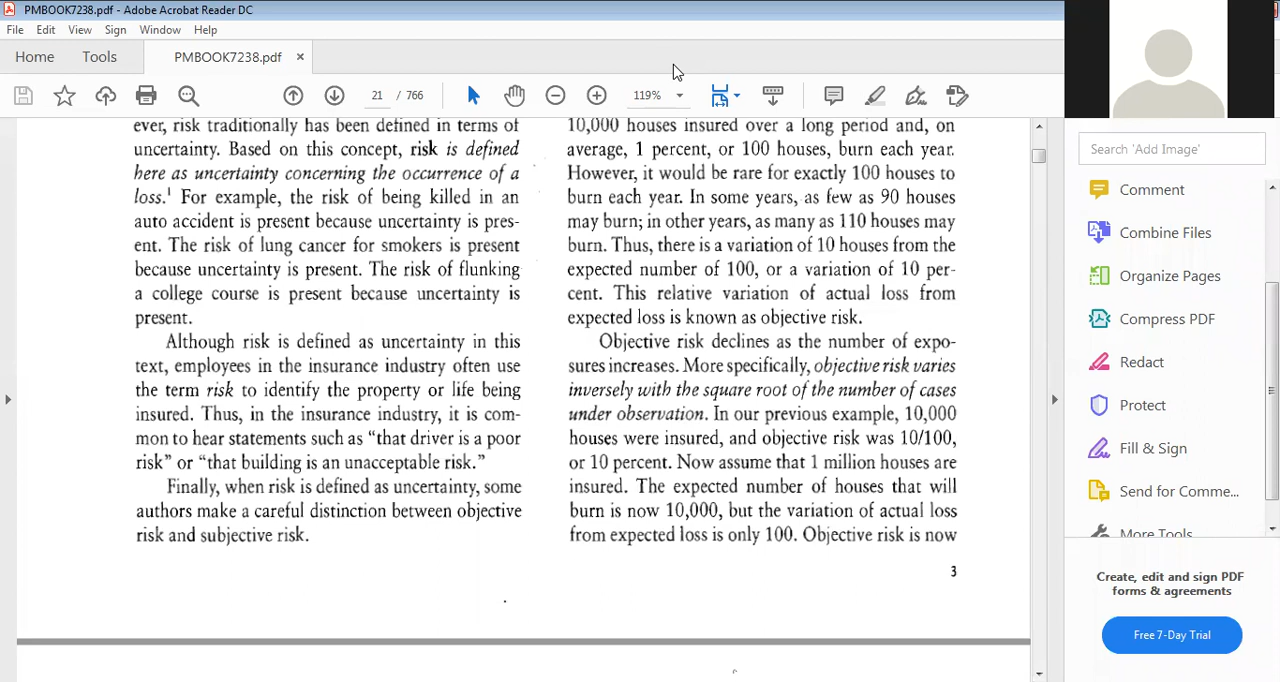 PMBOOK7238.pdf - Adobe Acrobat Reader DC
File Edit View Sign Window Help
Home Tools PMBOOK7238.pdf ×
21 / 766 119%
ever, risk traditionally has been defined in terms of
uncertainty. Based on this concept, risk is defined
here as uncertainty concerning the occurrence of a
loss.¹ For example, the risk of being killed in an
auto accident is present because uncertainty is pres-
ent. The risk of lung cancer for smokers is present
because uncertainty is present. The risk of flunking
a college course is present because uncertainty is
present.
Although risk is defined as uncertainty in this
text, employees in the insurance industry often use
the term risk to identify the property or life being
insured. Thus, in the insurance industry, it is com-
mon to hear statements such as “that driver is a poor
risk” or “that building is an unacceptable risk.”
Finally, when risk is defined as uncertainty, some
authors make a careful distinction between objective
risk and subjective risk.
10,000 houses insured over a long period and, on
average, 1 percent, or 100 houses, burn each year.
However, it would be rare for exactly 100 houses to
burn each year. In some years, as few as 90 houses
may burn; in other years, as many as 110 houses may
burn. Thus, there is a variation of 10 houses from the
expected number of 100, or a variation of 10 per-
cent. This relative variation of actual loss from
expected loss is known as objective risk.
Objective risk declines as the number of expo-
sures increases. More specifically, objective risk varies
inversely with the square root of the number of cases
under observation. In our previous example, 10,000
houses were insured, and objective risk was 10/100,
or 10 percent. Now assume that 1 million houses are
insured. The expected number of houses that will
burn is now 10,000, but the variation of actual loss
from expected loss is only 100. Objective risk is now
3
Search 'Add Image'
Comment
Combine Files
Organize Pages
Compress PDF
Redact
Protect
Fill & Sign
Send for Comme...
More Tools
Create, edit and sign PDF
forms & agreements
Free 7-Day Trial